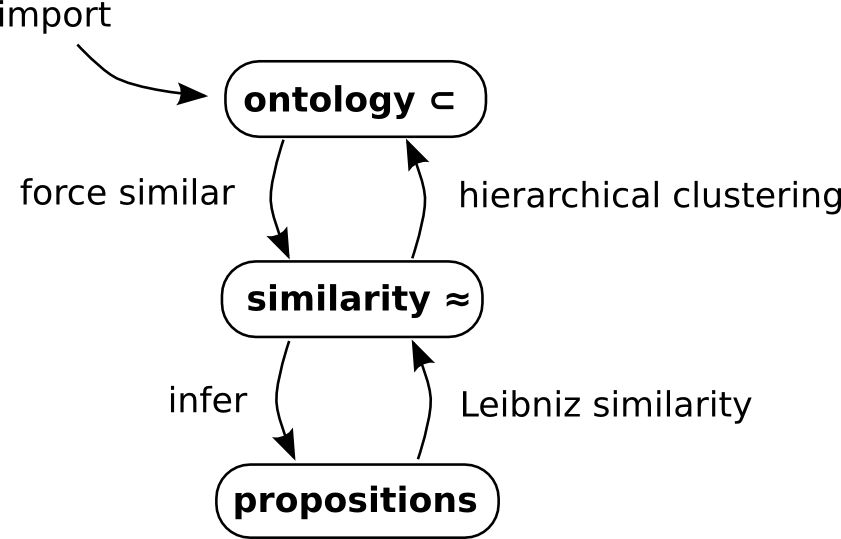 import
ontology ⊂
force similar
hierarchical clustering
similarity ≈
infer
Leibniz similarity
propositions